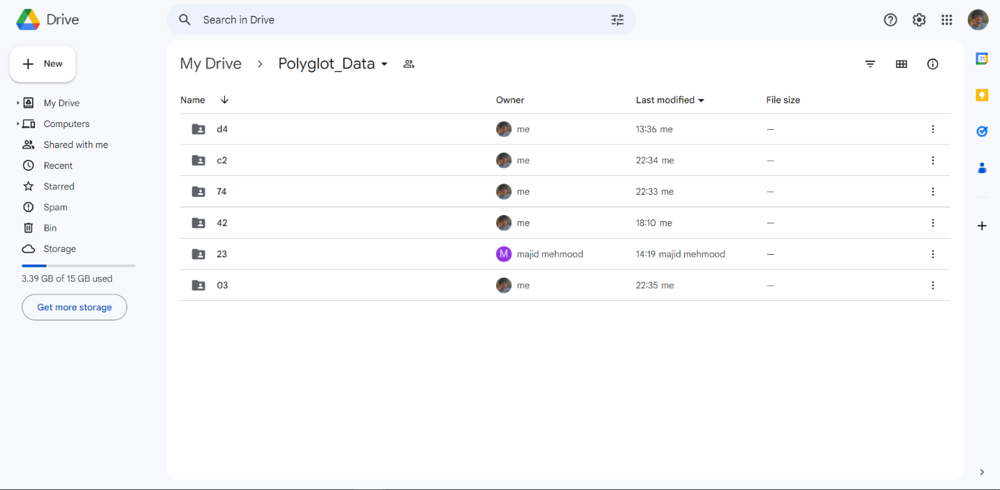 Drive
Search in Drive
New
My Drive
Computers
Shared with me
Recent
Starred
Spam
Bin
Storage
3.39 GB of 15 GB used
Get more storage
My Drive > Polyglot_Data
Name Owner Last modified File size
d4 me 13:36 me —
c2 me 22:34 me —
74 me 22:33 me —
42 me 18:10 me —
23 M majid mehmood 14:19 majid mehmood —
03 me 22:35 me —
31